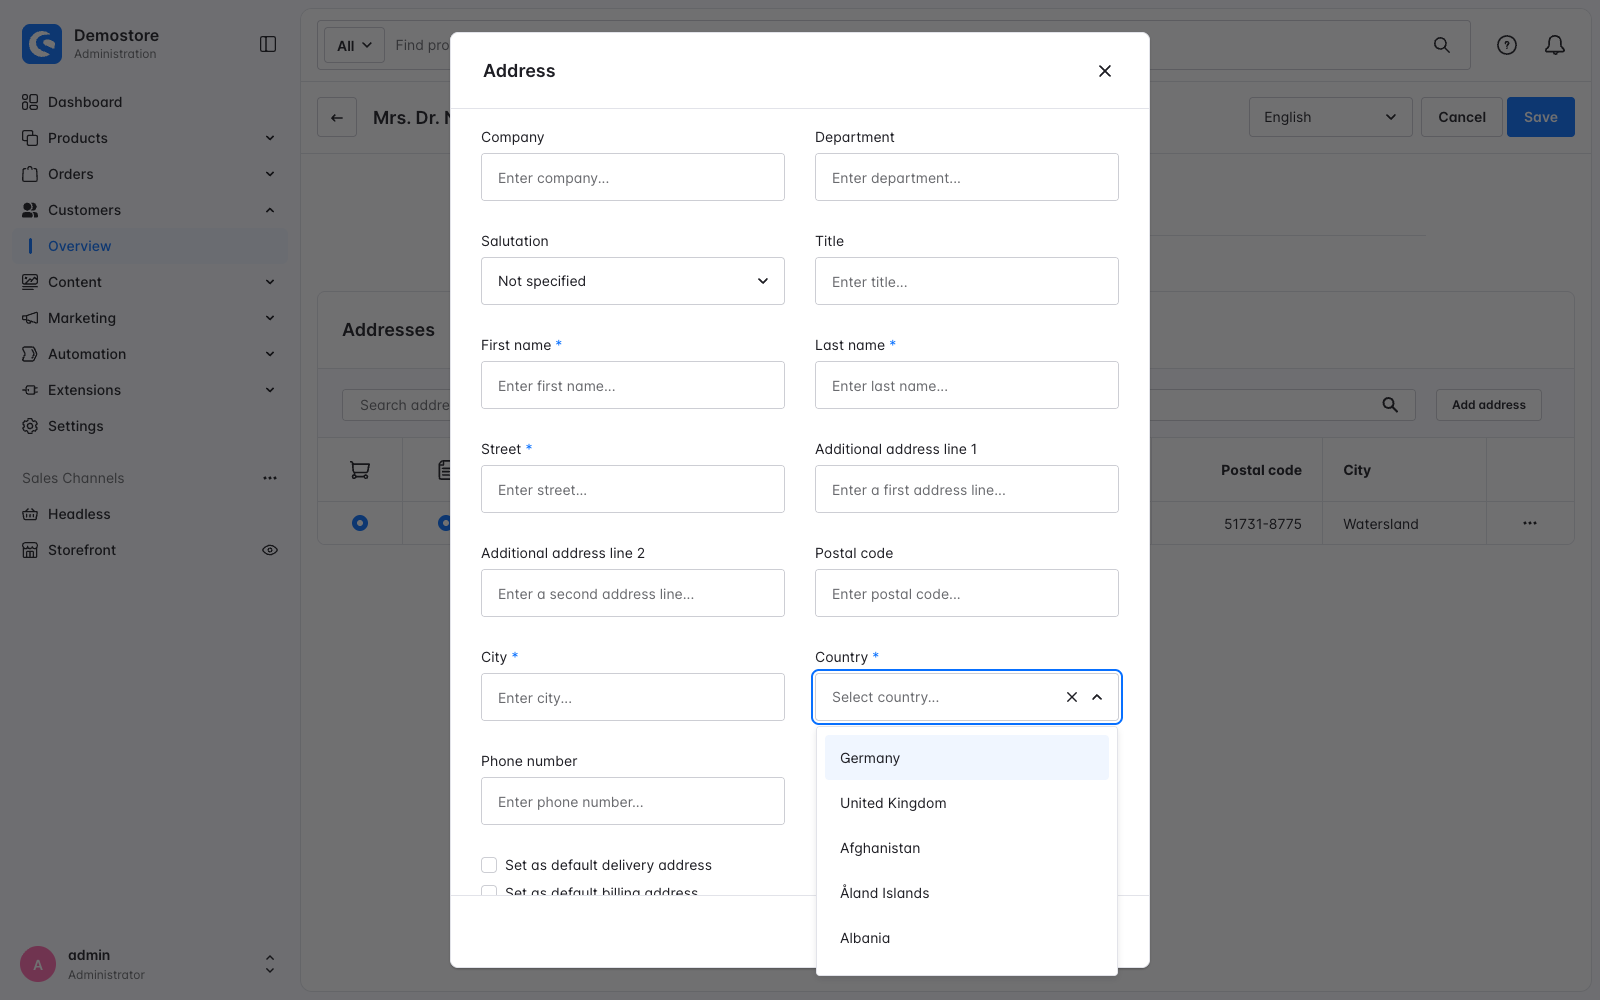 Demostore
Administration
Dashboard
Products
Orders
Customers
Overview
Content
Marketing
Automation
Extensions
Settings
Sales Channels
Headless
Storefront
A
admin
Administrator
All
Find pro
Mrs. Dr. N
English
Cancel
Save
Addresses
Search addre
Add address
Postal code
City
51731-8775
Watersland
Address
Company
Enter company...
Department
Enter department...
Salutation
Not specified
Title
Enter title...
First name *
Enter first name...
Last name *
Enter last name...
Street *
Enter street...
Additional address line 1
Enter a first address line...
Additional address line 2
Enter a second address line...
Postal code
Enter postal code...
City *
Enter city...
Country *
Select country...
Germany
United Kingdom
Afghanistan
Åland Islands
Albania
Phone number
Enter phone number...
Set as default delivery address
Set as default billing address